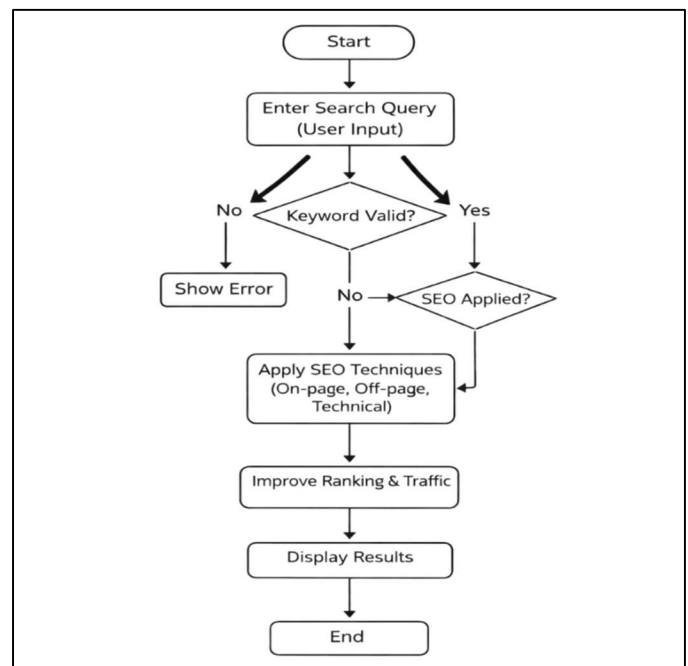 Start
Enter Search Query
(User Input)
No
Keyword Valid?
Yes
Show Error
No
SEO Applied?
Apply SEO Techniques
(On-page, Off-page,
Technical)
Improve Ranking & Traffic
Display Results
End